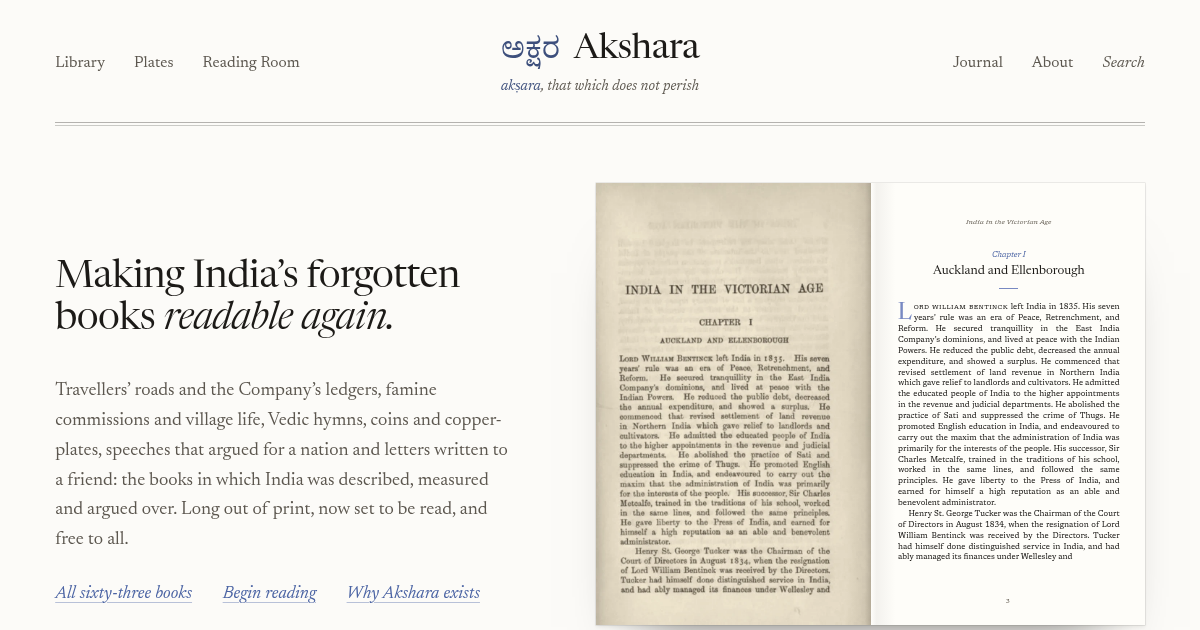 Library Plates Reading Room
ಅಕ್ಷರ Akshara
akṣara, that which does not perish
Journal About Search
Making India’s forgotten
books readable again.
Travellers’ roads and the Company’s ledgers, famine
commissions and village life, Vedic hymns, coins and copper-
plates, speeches that argued for a nation and letters written to
a friend: the books in which India was described, measured
and argued over. Long out of print, now set to be read, and
free to all.
All sixty-three books Begin reading Why Akshara exists
INDIA IN THE VICTORIAN AGE
CHAPTER I
AUCKLAND AND ELLENBOROUGH
LORD WILLIAM BENTINCK left India in 1835. His seven
years’ rule was an era of Peace, Retrenchment, and
Reform. He secured tranquillity in the East India
Company’s dominions, and lived at peace with the
Indian Powers. He reduced the public debt, decreased
the annual expenditure, and showed a surplus. He
commenced that revised settlement of land revenue
in Northern India which gave relief to landlords and
cultivators. He admitted the educated people of India
to the higher appointments in the revenue and judicial
departments. He abolished the practice of Sati and
suppressed the crime of Thugs. He promoted English
education in India, and endeavoured to carry out the
maxim that the administration of India was primarily
for the interests of the people. His successor, Sir Charles
Metcalfe, trained in the traditions of his school, worked
in the same lines, and followed the same principles.
He gave liberty to the Press of India, and earned for
himself a high reputation as an able and benevolent
administrator.
Henry St. George Tucker was the Chairman of the
Court of Directors in August 1834, when the resignation
of Lord William Bentinck was received by the Directors.
Tucker had himself done distinguished service in India,
and had ably managed its finances under Wellesley and
India in the Victorian Age
Chapter I
Auckland and Ellenborough
LORD WILLIAM BENTINCK left India in 1835. His seven
years’ rule was an era of Peace, Retrenchment, and
Reform. He secured tranquillity in the East India
Company’s dominions, and lived at peace with the Indian
Powers. He reduced the public debt, decreased the annual
expenditure, and showed a surplus. He commenced that
revised settlement of land revenue in Northern India
which gave relief to landlords and cultivators. He admitted
the educated people of India to the higher appointments
in the revenue and judicial departments. He abolished the
practice of Sati and suppressed the crime of Thugs. He
promoted English education in India, and endeavoured to
carry out the maxim that the administration of India was
primarily for the interests of the people. His successor, Sir
Charles Metcalfe, trained in the traditions of his school,
worked in the same lines, and followed the same
principles. He gave liberty to the Press of India, and
earned for himself a high reputation as an able and
benevolent administrator.
Henry St. George Tucker was the Chairman of the Court
of Directors in August 1834, when the resignation of Lord
William Bentinck was received by the Directors. Tucker
had himself done distinguished service in India, and had
ably managed its finances under Wellesley and
3